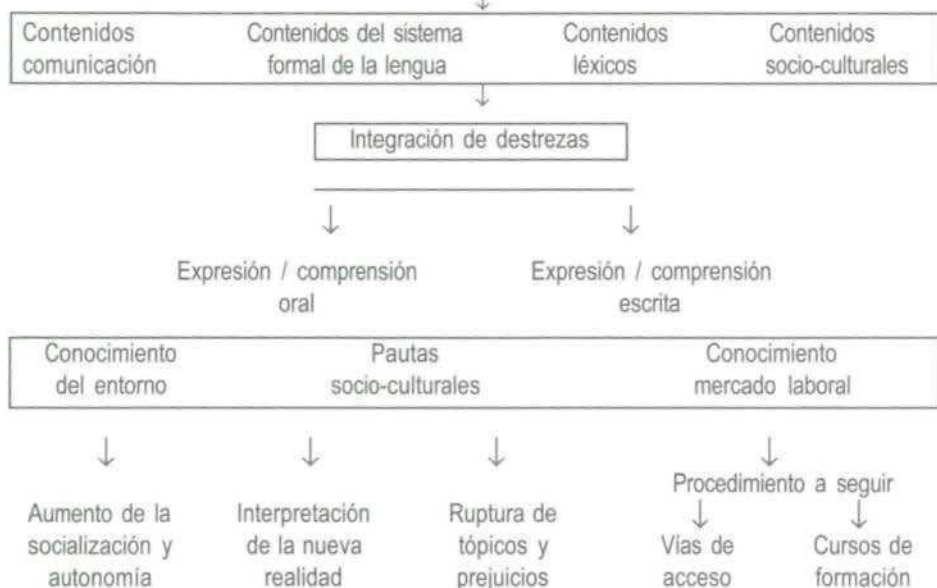 Contenidos
comunicación
Contenidos del sistema
formal de la lengua
Contenidos
léxicos
Contenidos
socio-culturales
Integración de destrezas
Expresión / comprensión
oral
Expresión / comprensión
escrita
Conocimiento
del entorno
Pautas
socio-culturales
Conocimiento
mercado laboral
Aumento de la
socialización y
autonomía
Interpretación
de la nueva
realidad
Ruptura de
tópicos y
prejuicios
Procedimiento a seguir
Vías de
acceso
Cursos de
formación